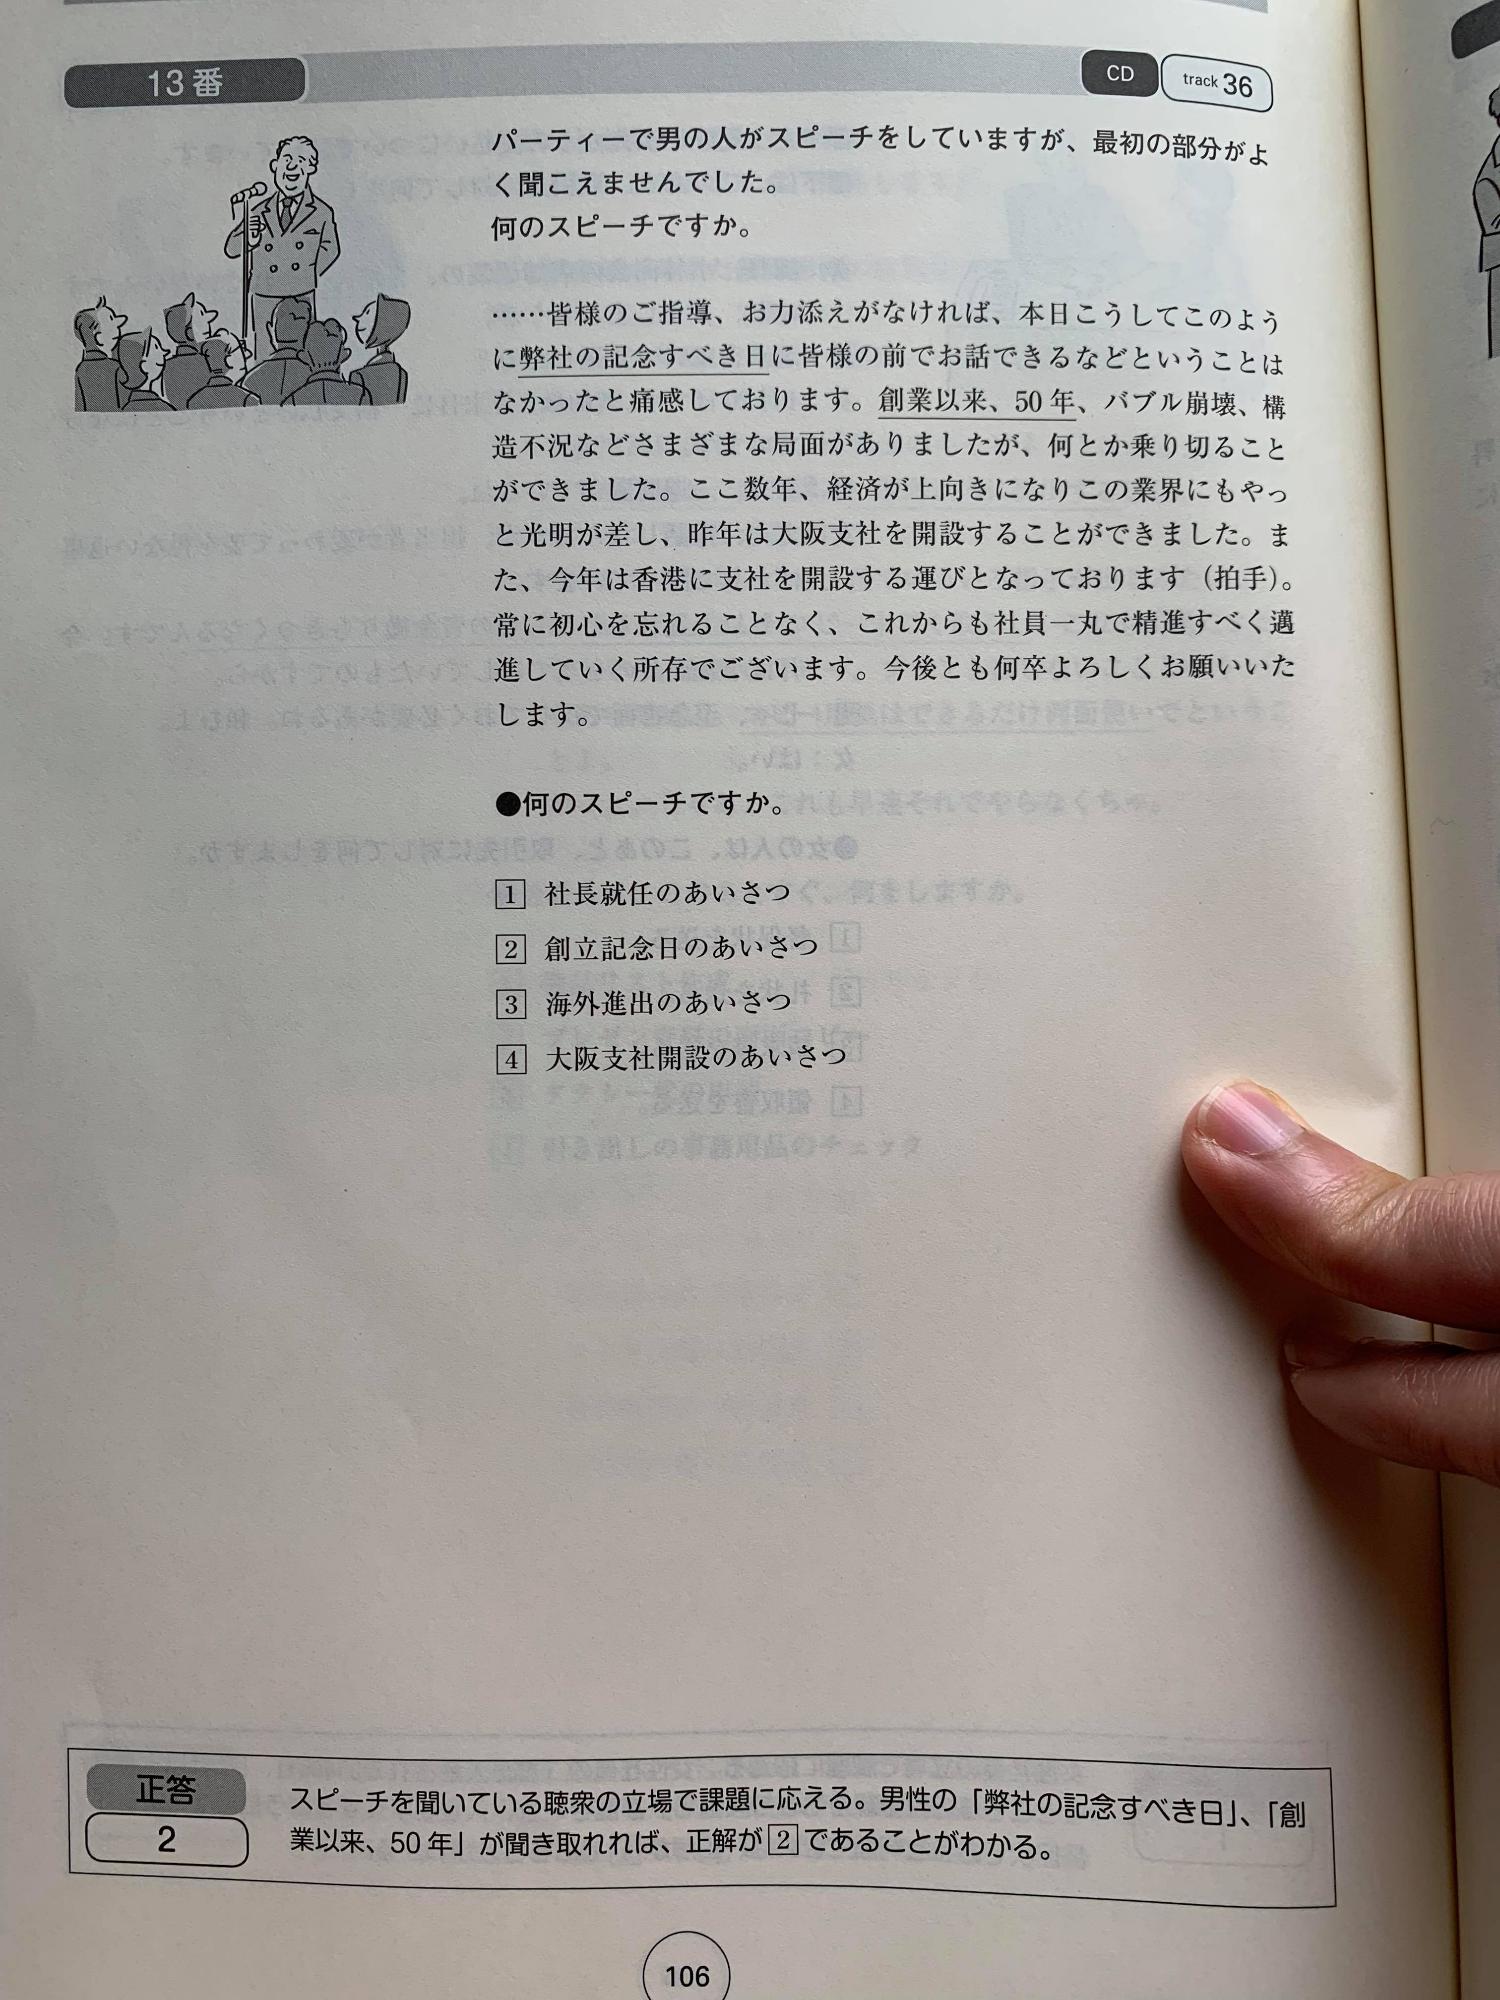 13番
CD
track 36
パーティーで男の人がスピーチをしていますが、最初の部分がよ
く聞こえませんでした。
何のスピーチですか。
……皆様のご指導、お力添えがなければ、本日こうしてこのよう
に弊社の記念すべき日に皆様の前でお話できるなどということは
なかったと痛感しております。創業以来、50年、バブル崩壊、構
造不況などさまざまな局面がありましたが、何とか乗り切ること
ができました。ここ数年、経済が上向きになりこの業界にもやっ
と光明が差し、昨年は大阪支社を開設することができました。ま
た、今年は香港に支社を開設する運びとなっております（拍手）。
常に初心を忘れることなく、これからも社員一丸で精進すべく邁
進していく所存でございます。今後とも何卒よろしくお願いいた
します。
●何のスピーチですか。
1 社長就任のあいさつ
2 創立記念日のあいさつ
3 海外進出のあいさつ
4 大阪支社開設のあいさつ
正答
2
スピーチを聞いている聴衆の立場で課題に応える。男性の「弊社の記念すべき日」、「創
業以来、50年」が聞き取れれば、正解が2であることがわかる。
106